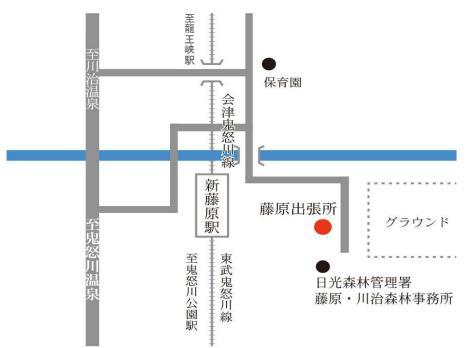 至龍王峡駅
至川治温泉
保育園
会津鬼怒川線
新藤原駅
藤原出張所
グラウンド
至鬼怒川温泉
至鬼怒川公園駅
東武鬼怒川線
日光森林管理署
藤原・川治森林事務所